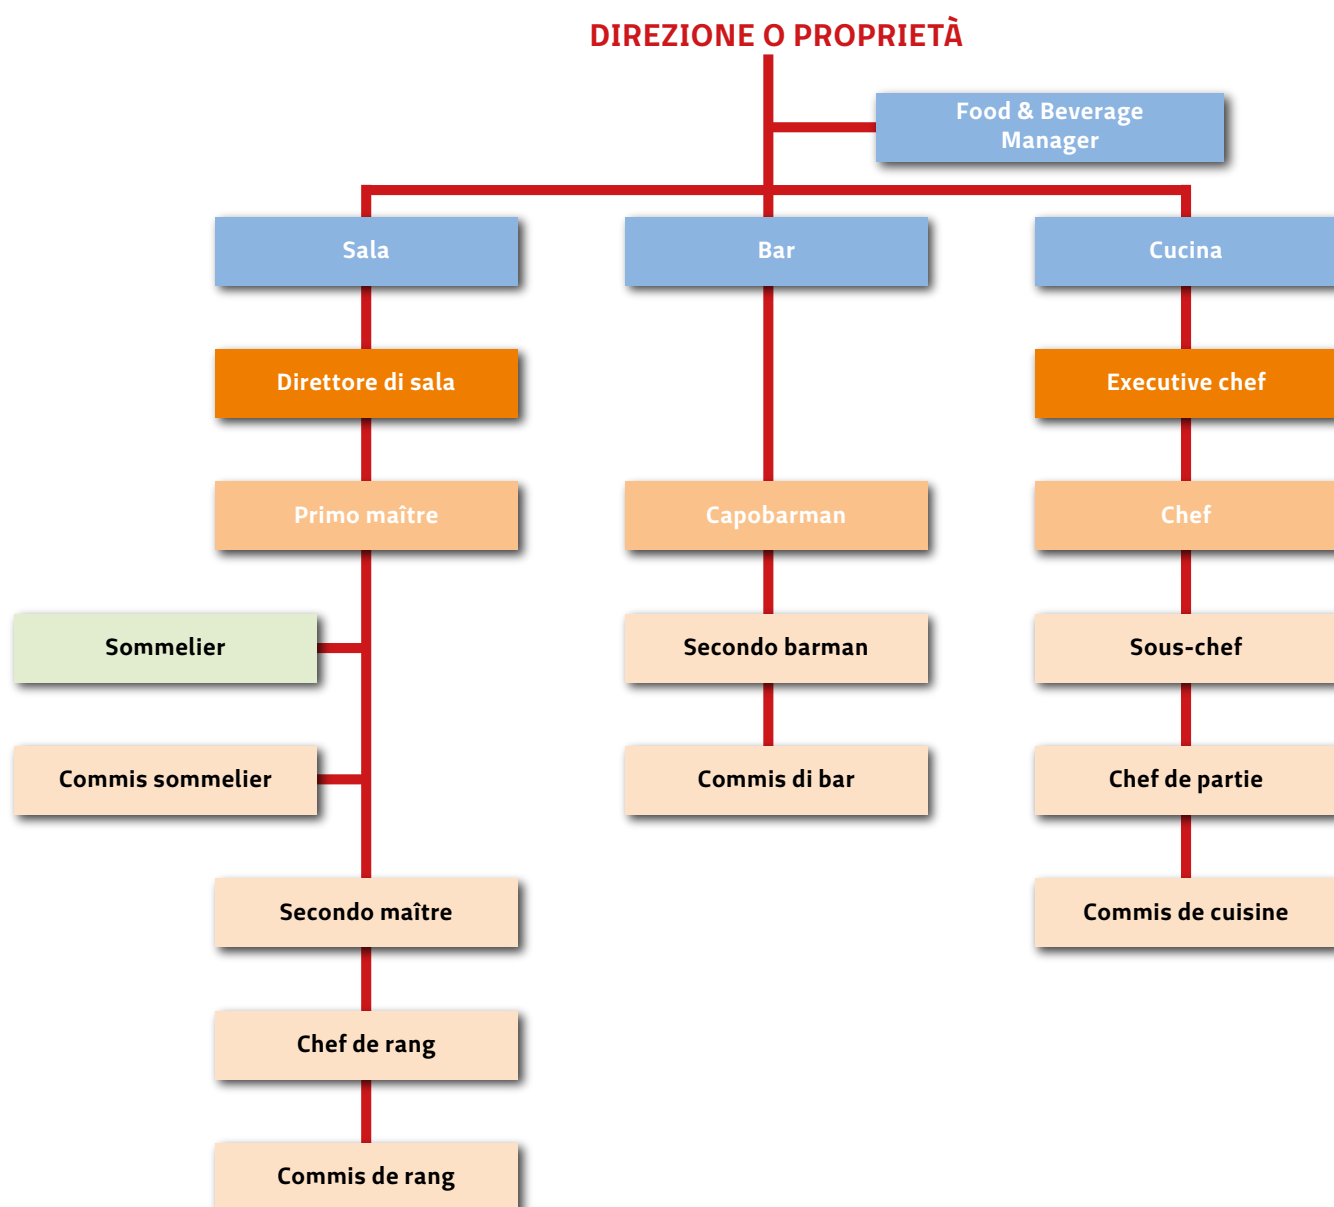 DIREZIONE O PROPRIETÀ
Food & Beverage
Manager
Sala
Bar
Cucina
Direttore di sala
Executive chef
Primo maître
Capobarman
Chef
Sommelier
Secondo barman
Sous-chef
Commis sommelier
Commis di bar
Chef de partie
Secondo maître
Commis de cuisine
Chef de rang
Commis de rang